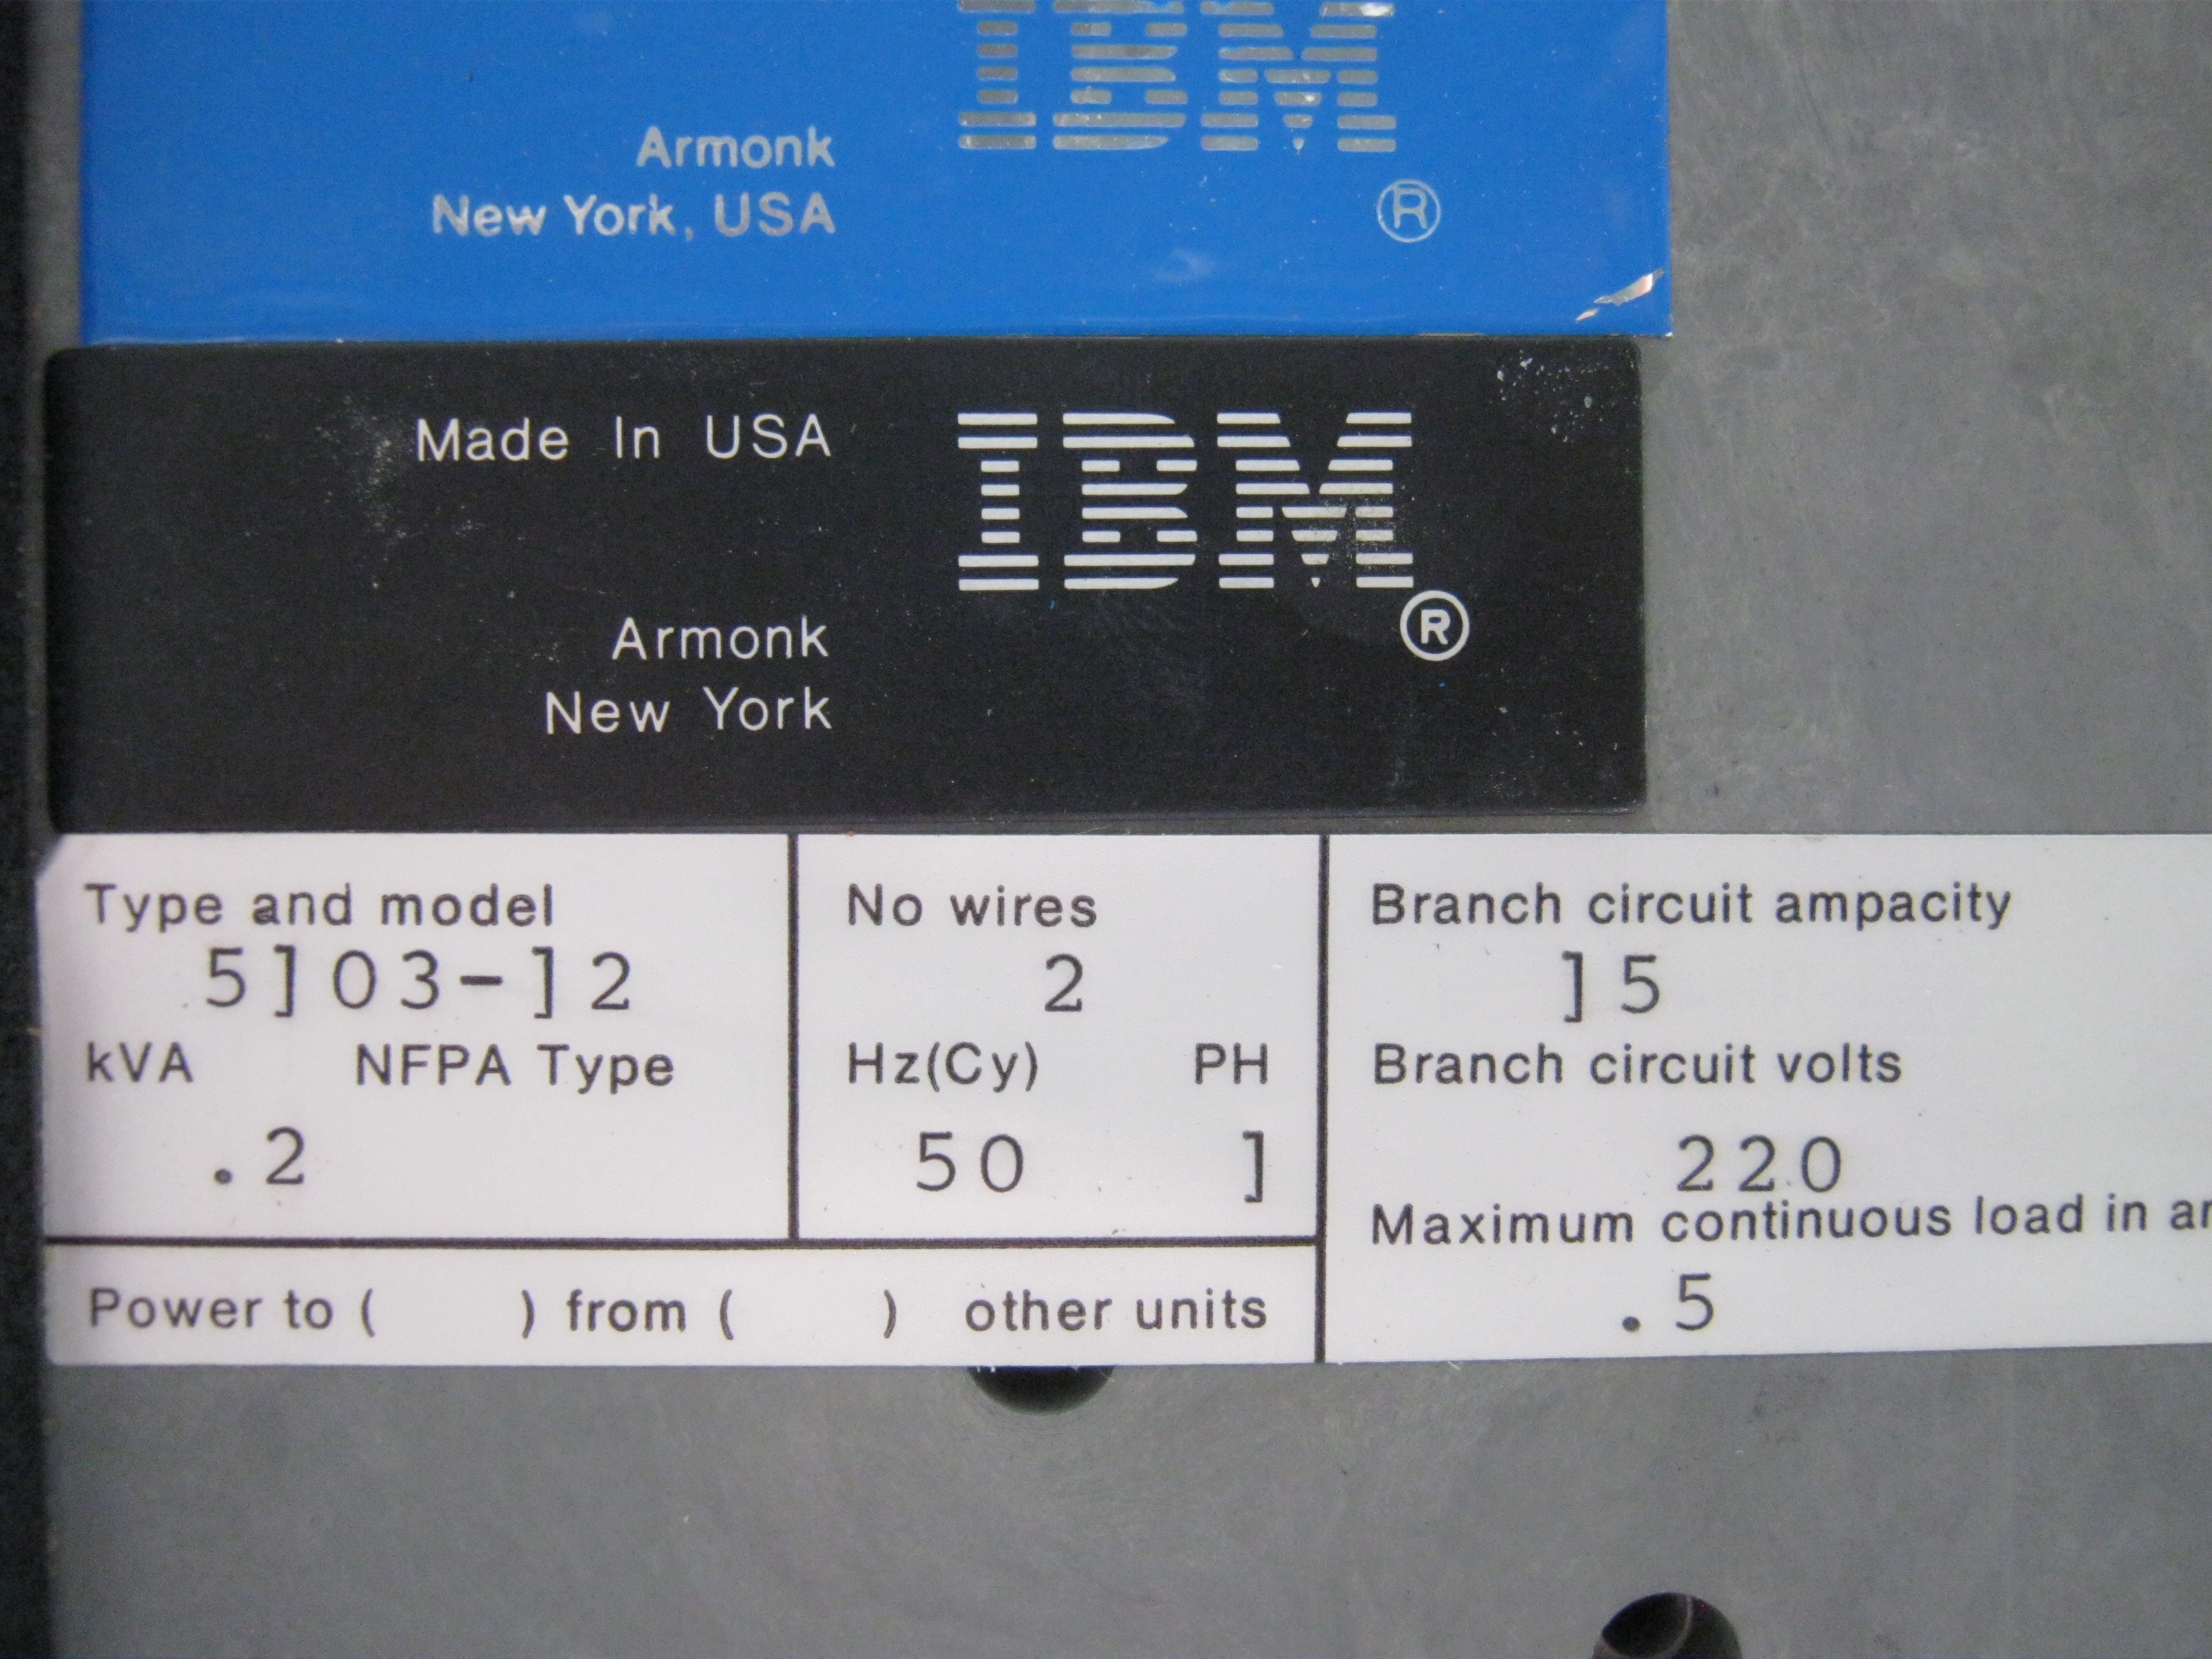 IBM
Armonk
New York, USA
®
Made In USA
IBM
®
Armonk
New York
Type and model
5]03-]2
kVA NFPA Type
.2
No wires
2
Hz(Cy) PH
50 ]
Branch circuit ampacity
]5
Branch circuit volts
220
Maximum continuous load in
.5
Power to ( ) from ( ) other units